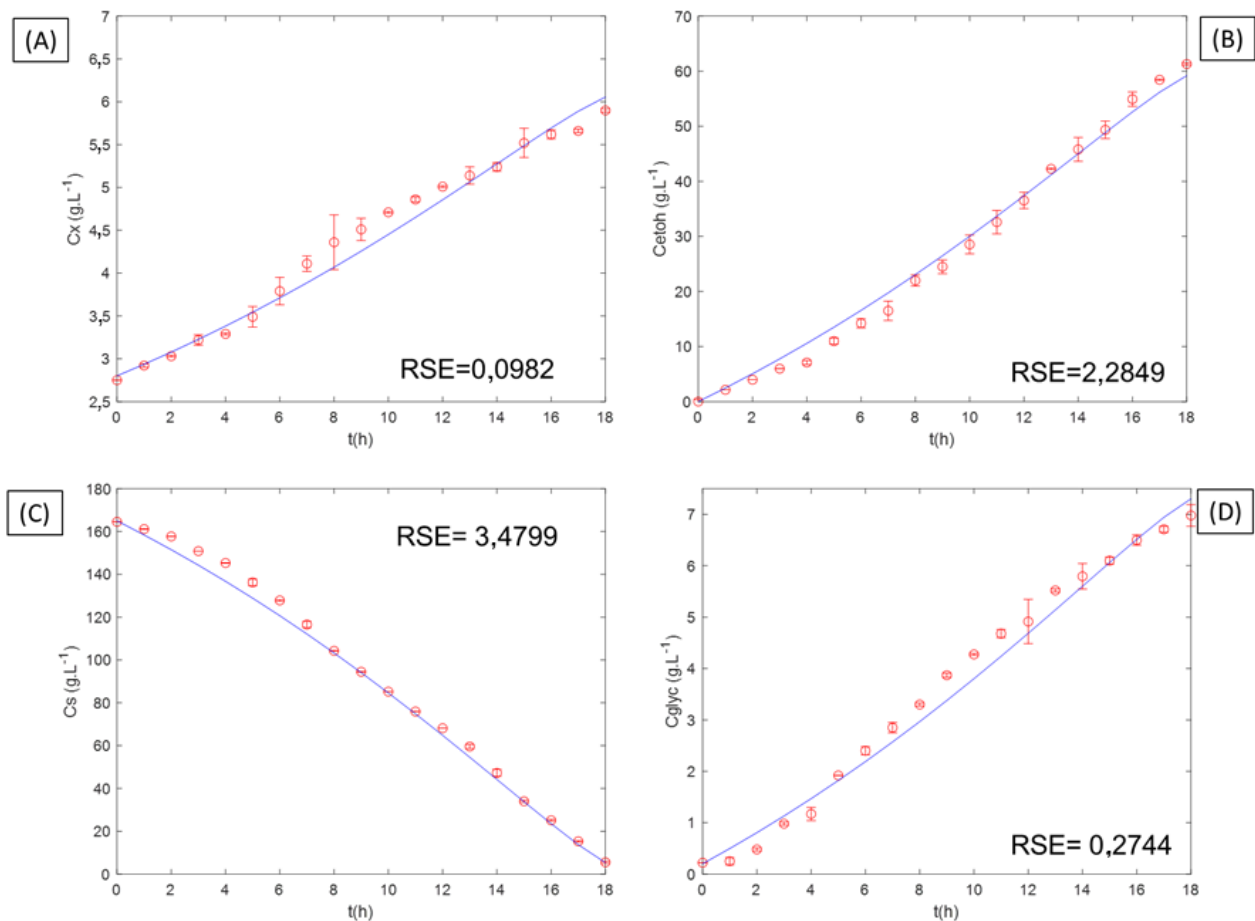 (A)
7
6,5
6
5,5
5
4,5
4
3,5
3
2,5
Cx (g.L⁻¹)
RSE=0,0982
0 2 4 6 8 10 12 14 16 18
t(h)
(B)
70
60
50
40
30
20
10
0
Cetoh (g.L⁻¹)
RSE=2,2849
0 2 4 6 8 10 12 14 16 18
t(h)
(C)
180
160
140
120
100
80
60
40
20
0
Cs (g.L⁻¹)
RSE= 3,4799
0 2 4 6 8 10 12 14 16 18
t(h)
(D)
7
6
5
4
3
2
1
0
Cglyc (g.L⁻¹)
RSE= 0,2744
0 2 4 6 8 10 12 14 16 18
t(h)